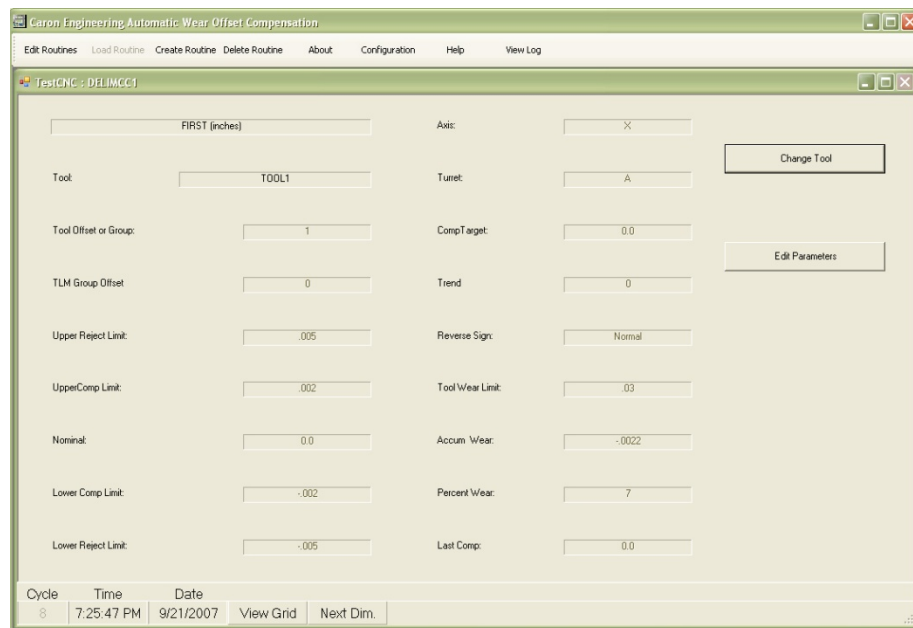 Caron Engineering Automatic Wear Offset Compensation
Edit Routines Load Routine Create Routine Delete Routine About Configuration Help View Log
TestCNC : DELIMCC1
FIRST (inches) Axis: X
Change Tool
Tool: TOOL1 Turret: A
Tool Offset or Group: 1 CompTarget: 0.0
Edit Parameters
TLM Group Offset 0 Trend 0
Upper Reject Limit: .005 Reverse Sign: Normal
UpperComp Limit: .002 Tool Wear Limit: .03
Nominal: 0.0 Accum Wear: -.0022
Lower Comp Limit: -.002 Percent Wear: 7
Lower Reject Limit: -.005 Last Comp: 0.0
Cycle Time Date
8 7:25:47 PM 9/21/2007 View Grid Next Dim.